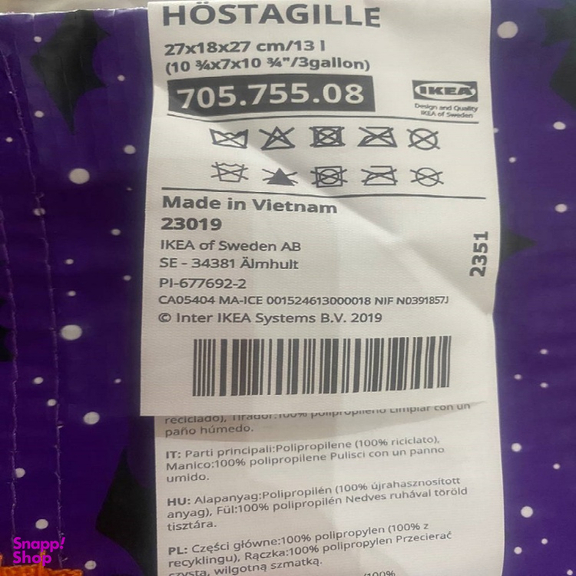 HÖSTAGILLE
27x18x27 cm/13 l
(10 ¾x7x10 ¾"/3gallon)
705.755.08
IKEA
Design and Quality
IKEA of Sweden
Made in Vietnam
23019
IKEA of Sweden AB
SE - 34381 Älmhult
PI-677692-2
CA05404 MA-ICE 001524613000018 NIF N0391857J
© Inter IKEA Systems B.V. 2019
2351
reciclado), Tirador:100% polipropileno Limpiar con un
paño húmedo.
IT: Parti principali:Polipropilene (100% riciclato),
Manico:100% polipropilene Pulisci con un panno
umido.
HU: Alapanyag:Polipropilén (100% újrahasznosított
anyag), Fül:100% polipropilén Nedves ruhával töröld
tisztára.
PL: Części główne:100% polipropylen (100% z
recyklingu), Rączka:100% polipropylen Przecierać
czystą, wilgotną szmatką.
(100%
Snapp!
Shop